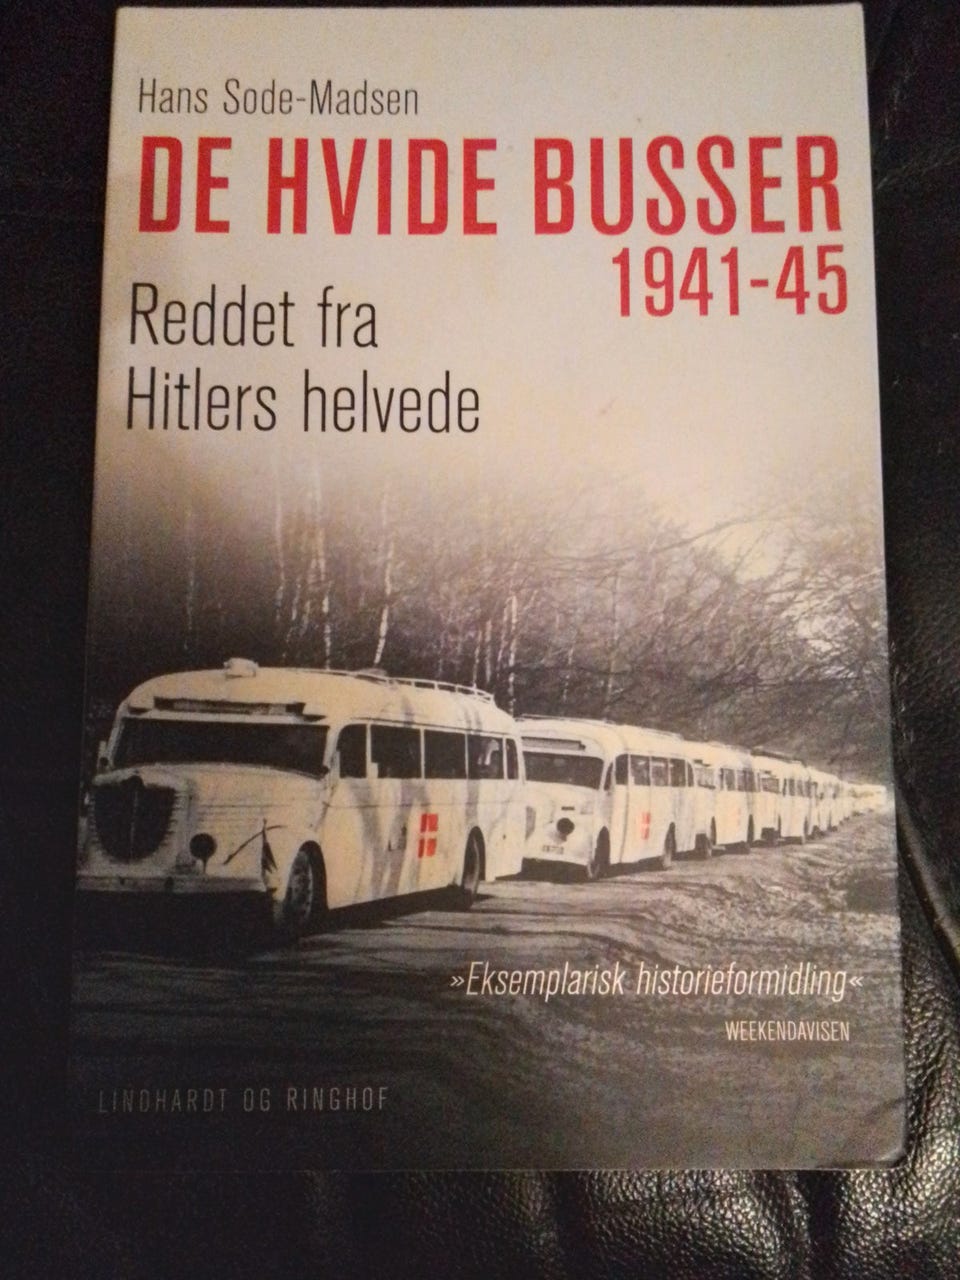 Hans Sode-Madsen
DE HVIDE BUSSER
1941-45
Reddet fra
Hitlers helvede
»Eksemplarisk historieformidling«
WEEKENDAVISEN
LINDHARDT OG RINGHOF